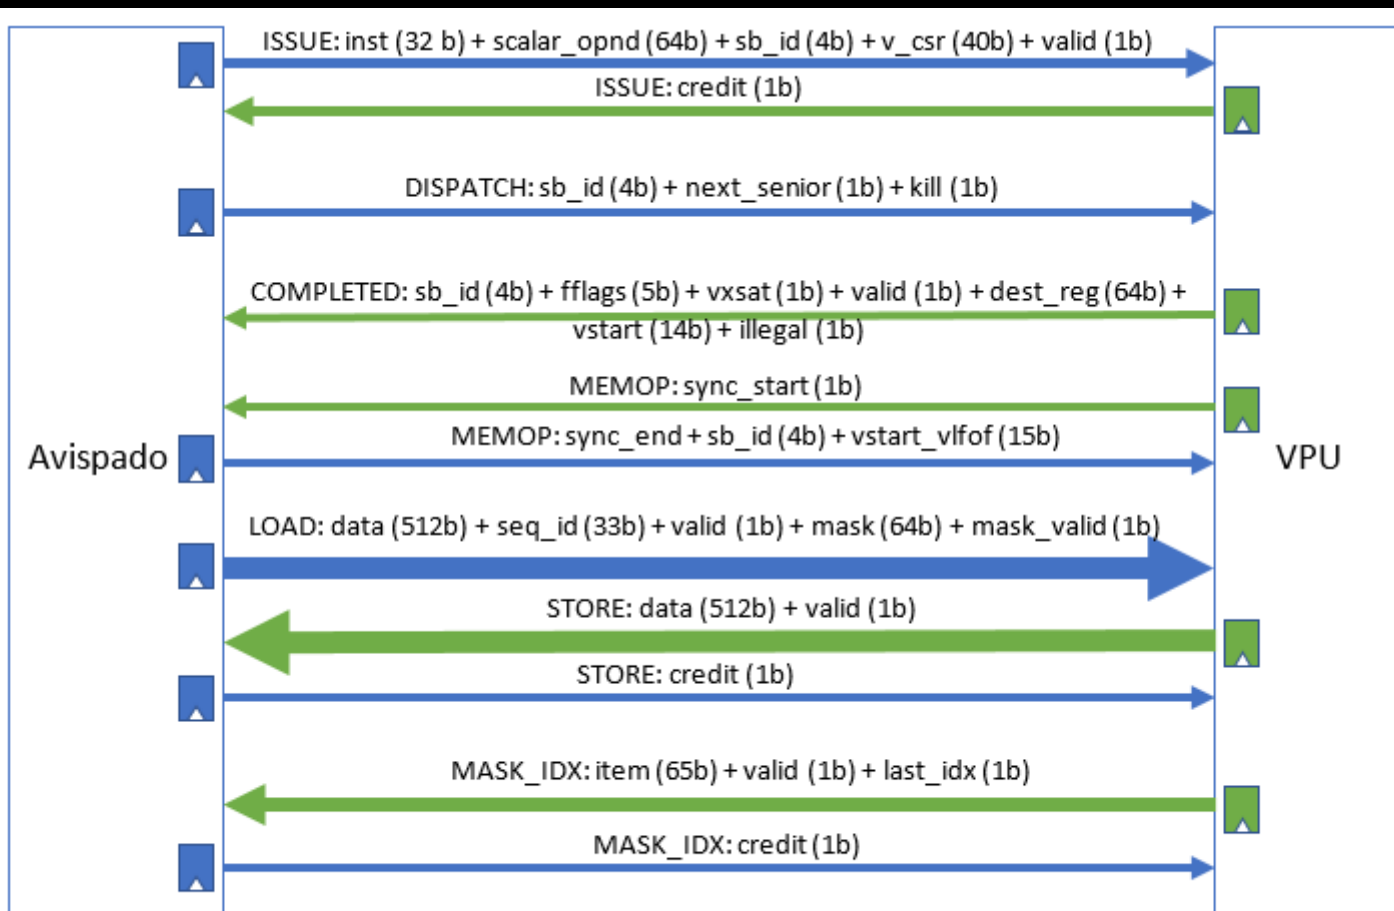 ISSUE: inst (32 b) + scalar_opnd (64b) + sb_id (4b) + v_csr (40b) + valid (1b)
ISSUE: credit (1b)
DISPATCH: sb_id (4b) + next_senior (1b) + kill (1b)
COMPLETED: sb_id (4b) + fflags (5b) + vxsat (1b) + valid (1b) + dest_reg (64b) +
vstart (14b) + illegal (1b)
MEMOP: sync_start (1b)
MEMOP: sync_end + sb_id (4b) + vstart_vlfof (15b)
Avispado
VPU
LOAD: data (512b) + seq_id (33b) + valid (1b) + mask (64b) + mask_valid (1b)
STORE: data (512b) + valid (1b)
STORE: credit (1b)
MASK_IDX: item (65b) + valid (1b) + last_idx (1b)
MASK_IDX: credit (1b)